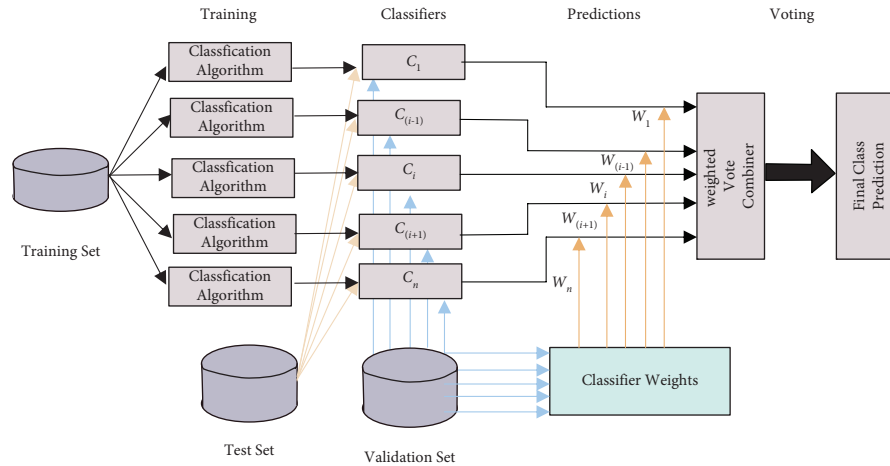 Training
Classifiers
Predictions
Voting
Classfication
Algorithm
C1
Classfication
Algorithm
C(i-1)
Classfication
Algorithm
Ci
Classfication
Algorithm
C(i+1)
Classfication
Algorithm
Cn
Training Set
W1
W(i-1)
Wi
W(i+1)
Wn
weighted
Vote
Combiner
Final Class
Prediction
Classifier Weights
Test Set
Validation Set